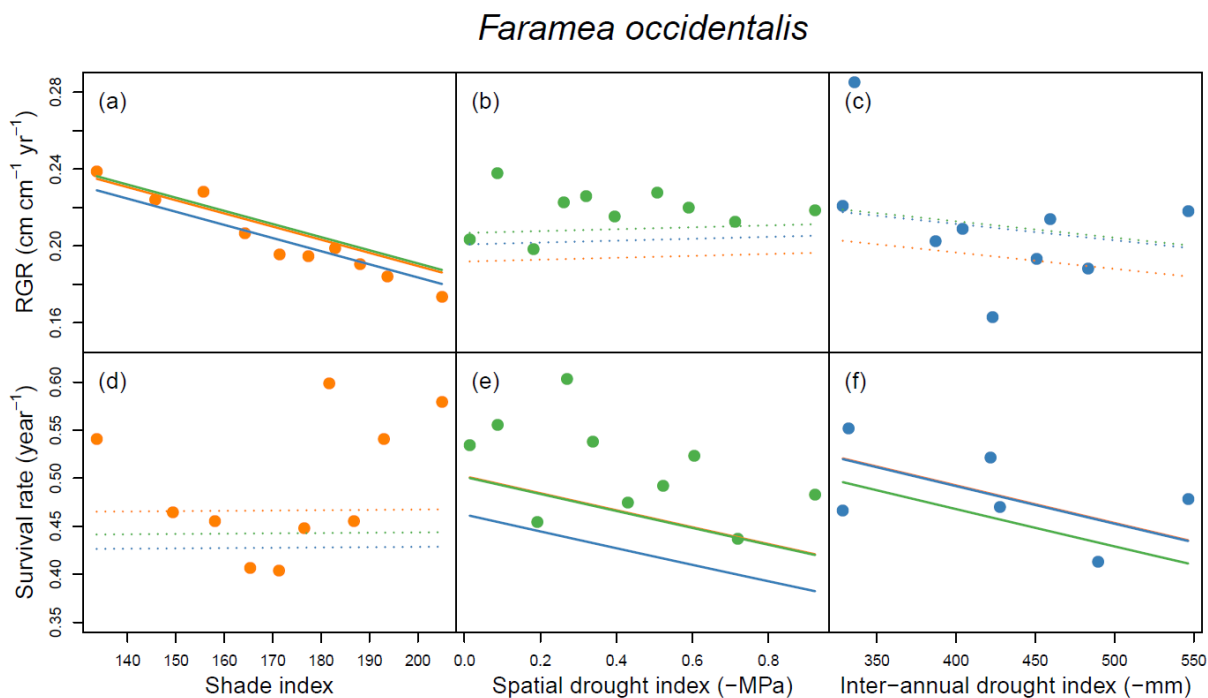 Faramea occidentalis
(a)
(b)
(c)
RGR (cm cm−1 yr−1)
0.28
0.24
0.20
0.16
(d)
(e)
(f)
Survival rate (year−1)
0.60
0.55
0.50
0.45
0.40
0.35
140 150 160 170 180 190 200
0.0 0.2 0.4 0.6 0.8
350 400 450 500 550
Shade index
Spatial drought index (−MPa)
Inter−annual drought index (−mm)